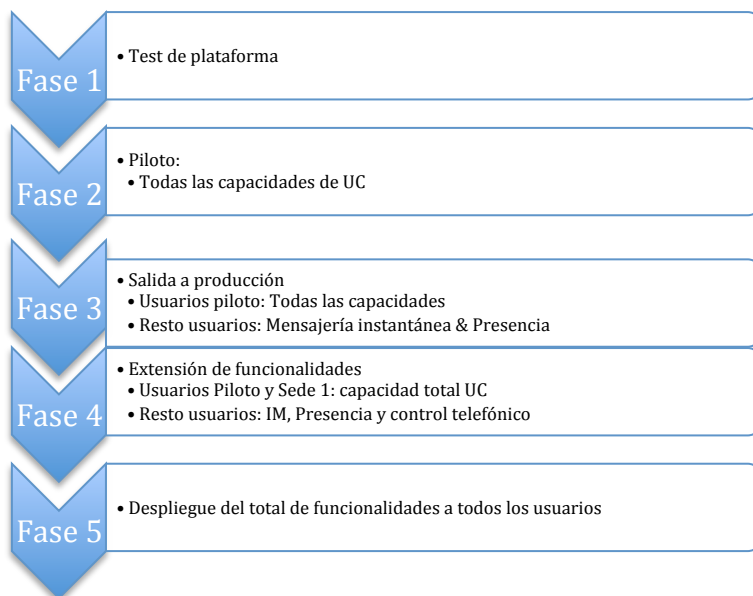 Fase 1
• Test de plataforma
Fase 2
• Piloto:
• Todas las capacidades de UC
Fase 3
• Salida a producción
• Usuarios piloto: Todas las capacidades
• Resto usuarios: Mensajería instantánea & Presencia
Fase 4
• Extensión de funcionalidades
• Usuarios Piloto y Sede 1: capacidad total UC
• Resto usuarios: IM, Presencia y control telefónico
Fase 5
• Despliegue del total de funcionalidades a todos los usuarios